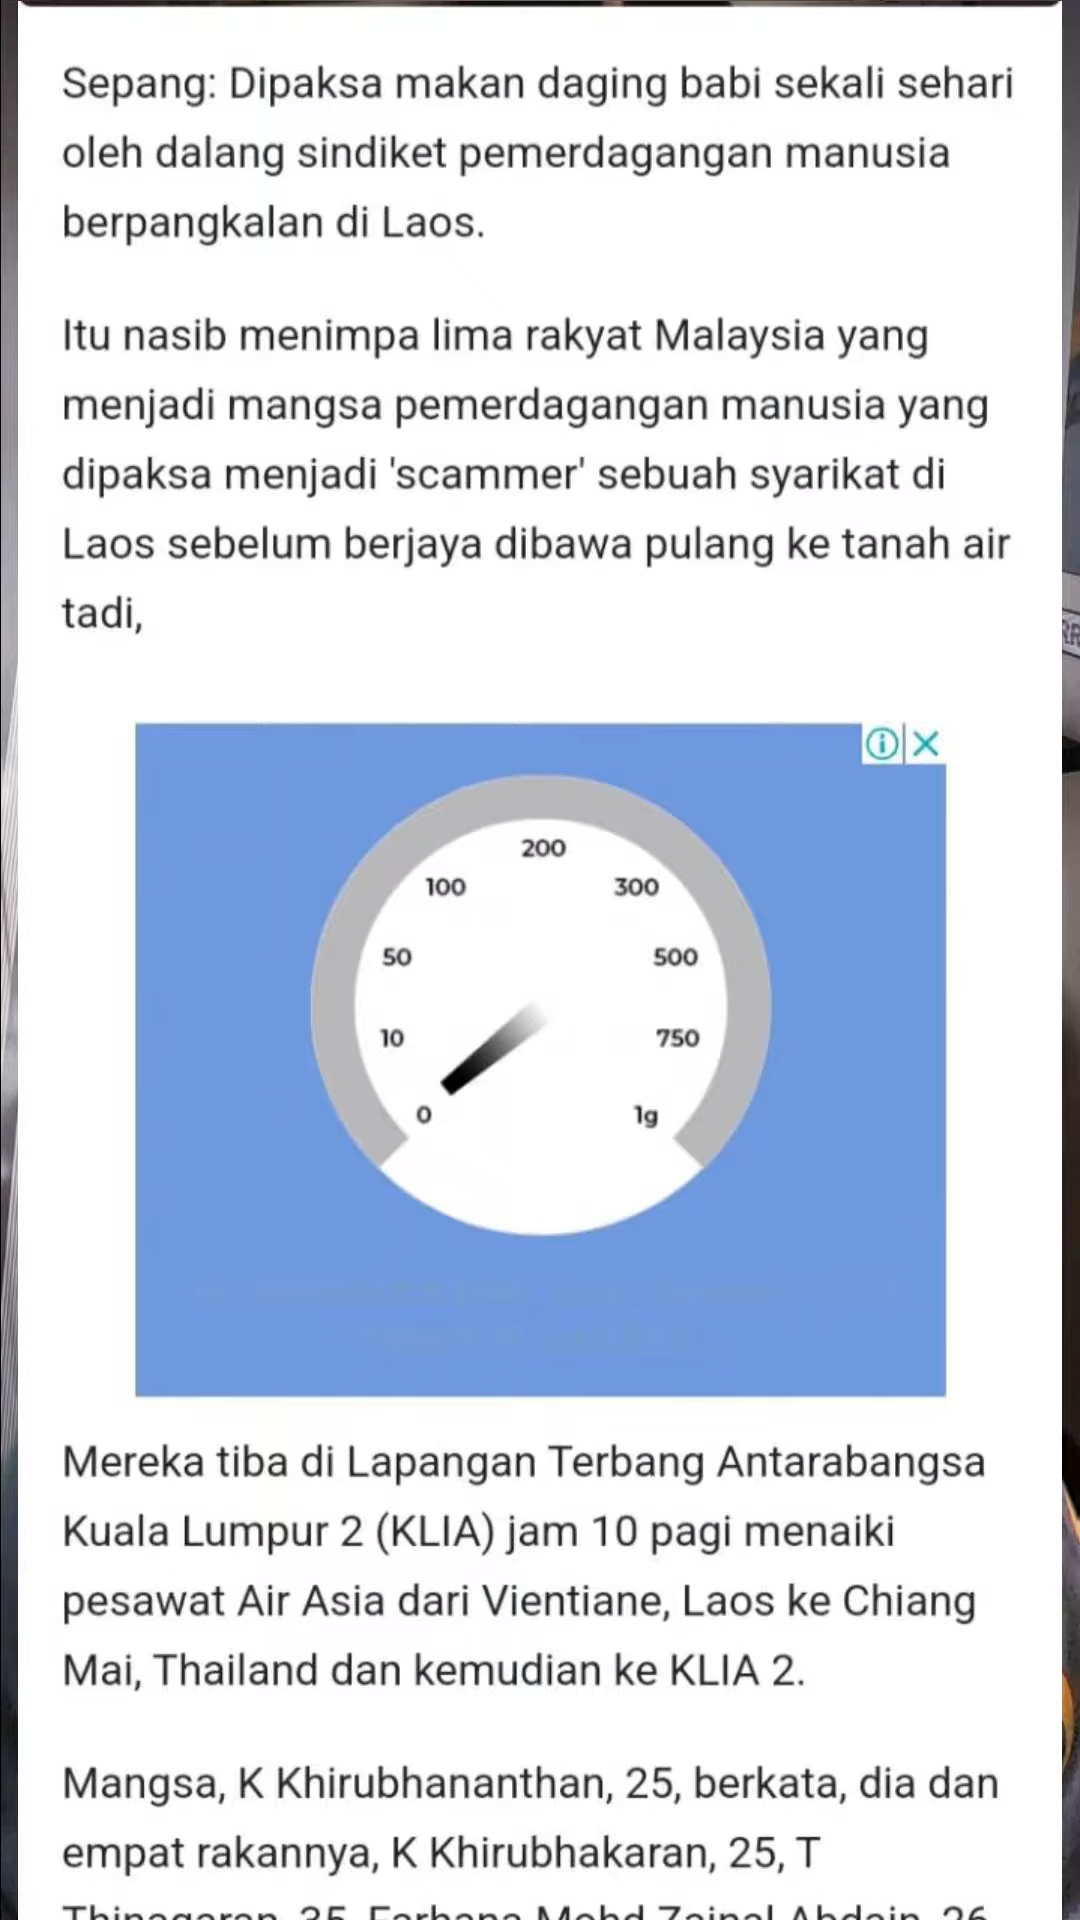 Sepang: Dipaksa makan daging babi sekali sehari
oleh dalang sindiket pemerdagangan manusia
berpangkalan di Laos.
Itu nasib menimpa lima rakyat Malaysia yang
menjadi mangsa pemerdagangan manusia yang
dipaksa menjadi 'scammer' sebuah syarikat di
Laos sebelum berjaya dibawa pulang ke tanah air
tadi,
200
100
300
50
500
10
750
0
1g
Mereka tiba di Lapangan Terbang Antarabangsa
Kuala Lumpur 2 (KLIA) jam 10 pagi menaiki
pesawat Air Asia dari Vientiane, Laos ke Chiang
Mai, Thailand dan kemudian ke KLIA 2.
Mangsa, K Khirubhananthan, 25, berkata, dia dan
empat rakannya, K Khirubhakaran, 25, T